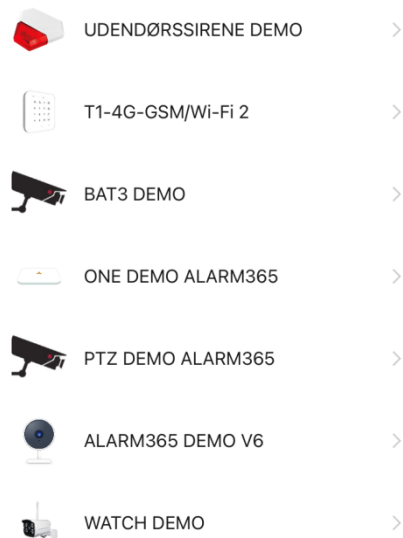 UDENDØRSSIRENE DEMO
T1-4G-GSM/Wi-Fi 2
BAT3 DEMO
ONE DEMO ALARM365
PTZ DEMO ALARM365
ALARM365 DEMO V6
WATCH DEMO